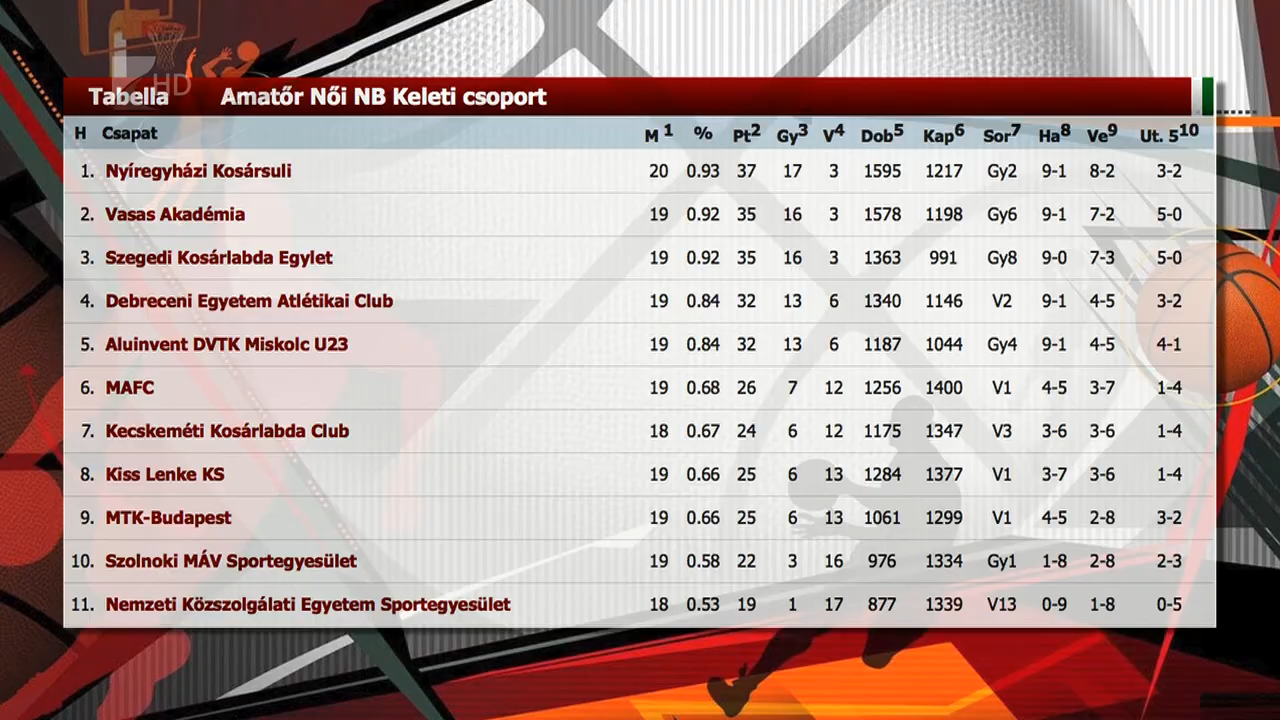 HD
Tabella Amatőr Női NB Keleti csoport
H Csapat M 1 % Pt2 Gy3 V4 Dob5 Kap6 Sor7 Ha8 Ve9 Ut. 510
1. Nyíregyházi Kosársuli 20 0.93 37 17 3 1595 1217 Gy2 9-1 8-2 3-2
2. Vasas Akadémia 19 0.92 35 16 3 1578 1198 Gy6 9-1 7-2 5-0
3. Szegedi Kosárlabda Egylet 19 0.92 35 16 3 1363 991 Gy8 9-0 7-3 5-0
4. Debreceni Egyetem Atlétikai Club 19 0.84 32 13 6 1340 1146 V2 9-1 4-5 3-2
5. Aluinvent DVTK Miskolc U23 19 0.84 32 13 6 1187 1044 Gy4 9-1 4-5 4-1
6. MAFC 19 0.68 26 7 12 1256 1400 V1 4-5 3-7 1-4
7. Kecskeméti Kosárlabda Club 18 0.67 24 6 12 1175 1347 V3 3-6 3-6 1-4
8. Kiss Lenke KS 19 0.66 25 6 13 1284 1377 V1 3-7 3-6 1-4
9. MTK-Budapest 19 0.66 25 6 13 1061 1299 V1 4-5 2-8 3-2
10. Szolnoki MÁV Sportegyesület 19 0.58 22 3 16 976 1334 Gy1 1-8 2-8 2-3
11. Nemzeti Közszolgálati Egyetem Sportegyesület 18 0.53 19 1 17 877 1339 V13 0-9 1-8 0-5